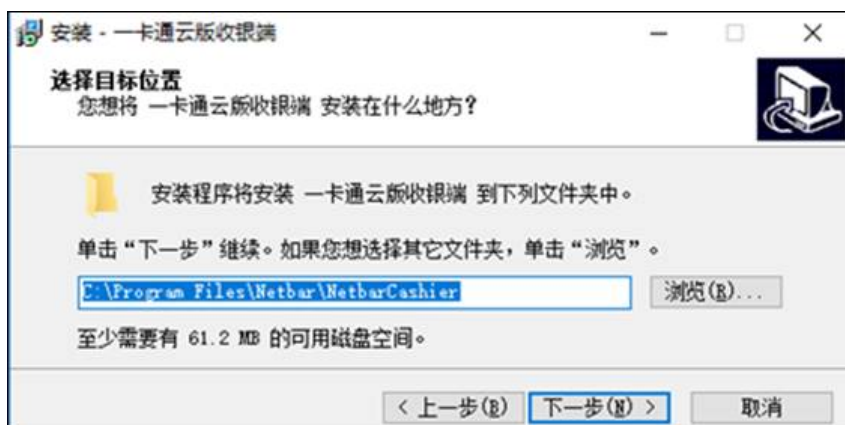 安装 - 一卡通云版收银端
选择目标位置
您想将 一卡通云版收银端 安装在什么地方?
安装程序将安装 一卡通云版收银端 到下列文件夹中。
单击“下一步”继续。如果您想选择其它文件夹，单击“浏览”。
C:\Program Files\Netbar\NetbarCashier
浏览(R)...
至少需要有 61.2 MB 的可用磁盘空间。
< 上一步(B)
下一步(N) >
取消